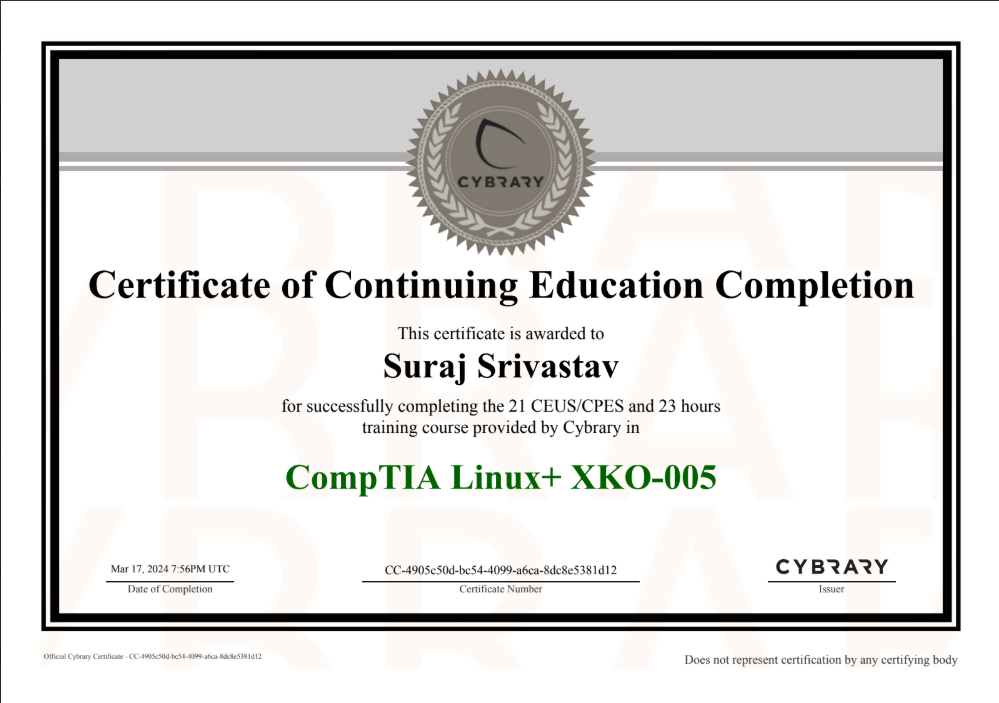 CYBRARY
Certificate of Continuing Education Completion
This certificate is awarded to
Suraj Srivastav
for successfully completing the 21 CEUS/CPES and 23 hours
training course provided by Cybrary in
CompTIA Linux+ XKO-005
Mar 17, 2024 7:56PM UTC
Date of Completion
CC-4905c50d-bc54-4099-a6ca-8dc8e5381d12
Certificate Number
CYBRARY
Issuer
Official Cybrary Certificate - CC-4905c50d-bc54-4099-a6ca-8dc8e5381d12
Does not represent certification by any certifying body